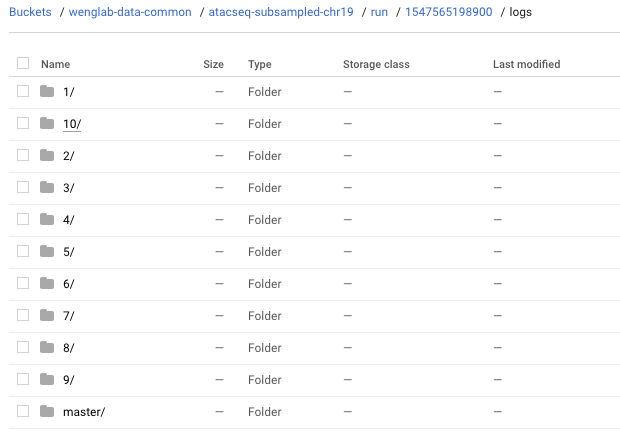 Buckets / wenglab-data-common / atacseq-subsampled-chr19 / run / 1547565198900 / logs
Name Size Type Storage class Last modified
1/ — Folder — —
10/ — Folder — —
2/ — Folder — —
3/ — Folder — —
4/ — Folder — —
5/ — Folder — —
6/ — Folder — —
7/ — Folder — —
8/ — Folder — —
9/ — Folder — —
master/ — Folder — —